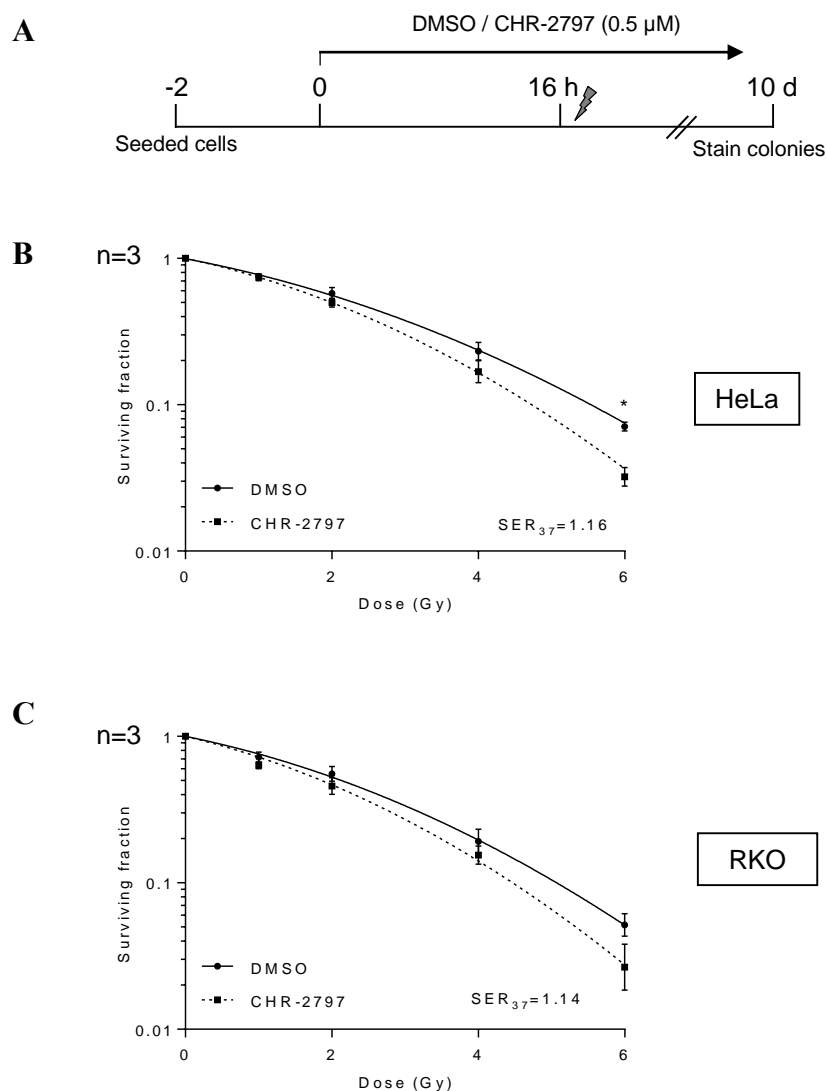 A
DMSO / CHR-2797 (0.5 µM)
-2 0 16 h 10 d
Seeded cells Stain colonies
B
n=3
Surviving fraction
1
0.1
0.01
*
DMSO
CHR-2797
SER37=1.16
0 2 4 6
Dose (Gy)
HeLa
C
n=3
Surviving fraction
1
0.1
0.01
DMSO
CHR-2797
SER37=1.14
0 2 4 6
Dose (Gy)
RKO